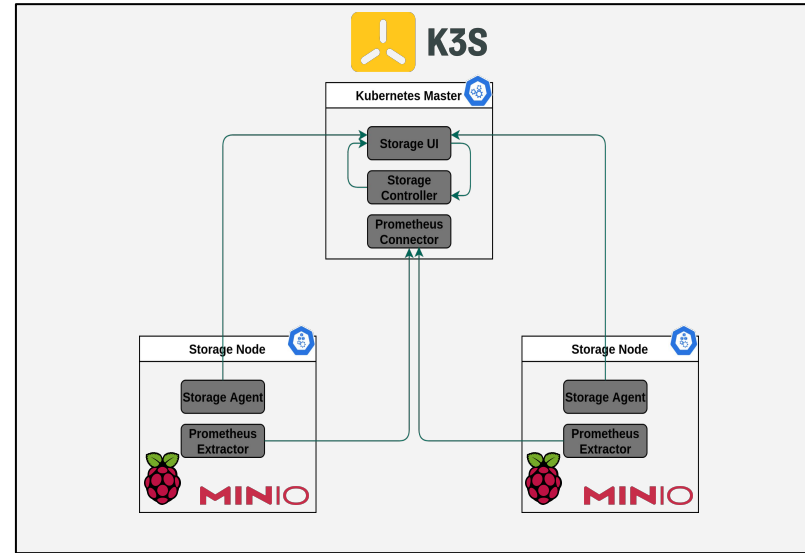 K3S
Kubernetes Master
Storage UI
Storage
Controller
Prometheus
Connector
Storage Node
Storage Agent
Prometheus
Extractor
MINIO
Storage Node
Storage Agent
Prometheus
Extractor
MINIO